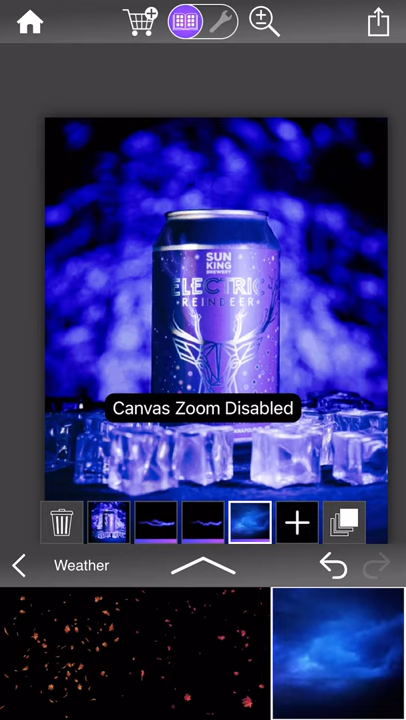 SUN
KING
BREWERY
ELECTRIC
REINDEER
Canvas Zoom Disabled
Weather